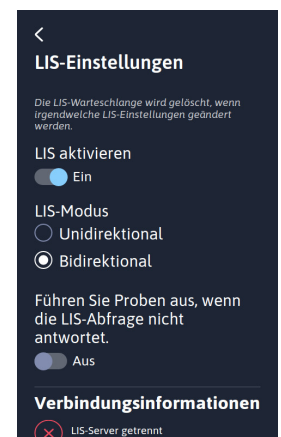 LIS-Einstellungen
Die LIS-Warteschlange wird gelöscht, wenn
irgendwelche LIS-Einstellungen geändert
werden.
LIS aktivieren
Ein
LIS-Modus
Unidirektional
Bidirektional
Führen Sie Proben aus, wenn
die LIS-Abfrage nicht
antwortet.
Aus
Verbindungsinformationen
LIS-Server getrennt